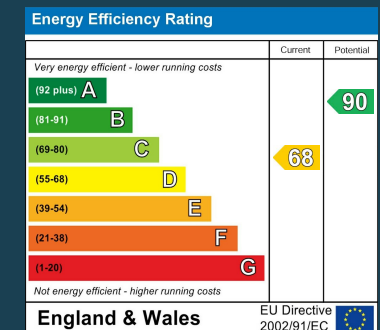 Energy Efficiency Rating
Current Potential
Very energy efficient - lower running costs
(92 plus) A
(81-91) B
(69-80) C
(55-68) D
(39-54) E
(21-38) F
(1-20) G
68
90
Not energy efficient - higher running costs
England & Wales
EU Directive
2002/91/EC